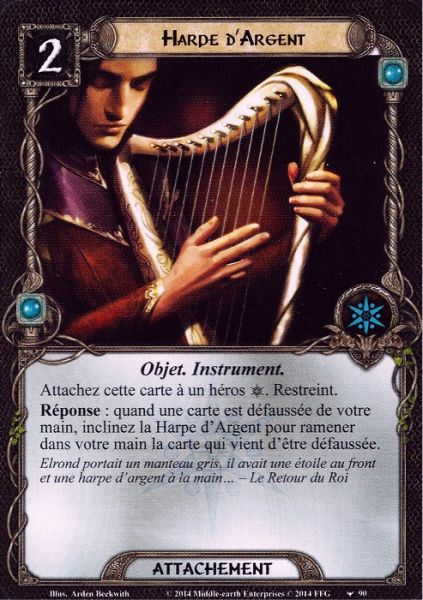 2
HARPE D'ARGENT
Objet. Instrument.
Attachez cette carte à un héros . Restreint.
Réponse : quand une carte est défaussée de votre
main, inclinez la Harpe d'Argent pour ramener
dans votre main la carte qui vient d'être défaussée.
Elrond portait un manteau gris, il avait une étoile au front
et une harpe d'argent à la main… – Le Retour du Roi
ATTACHEMENT
Illus. Arden Beckwith © 2014 Middle-earth Enterprises © 2014 FFG 90